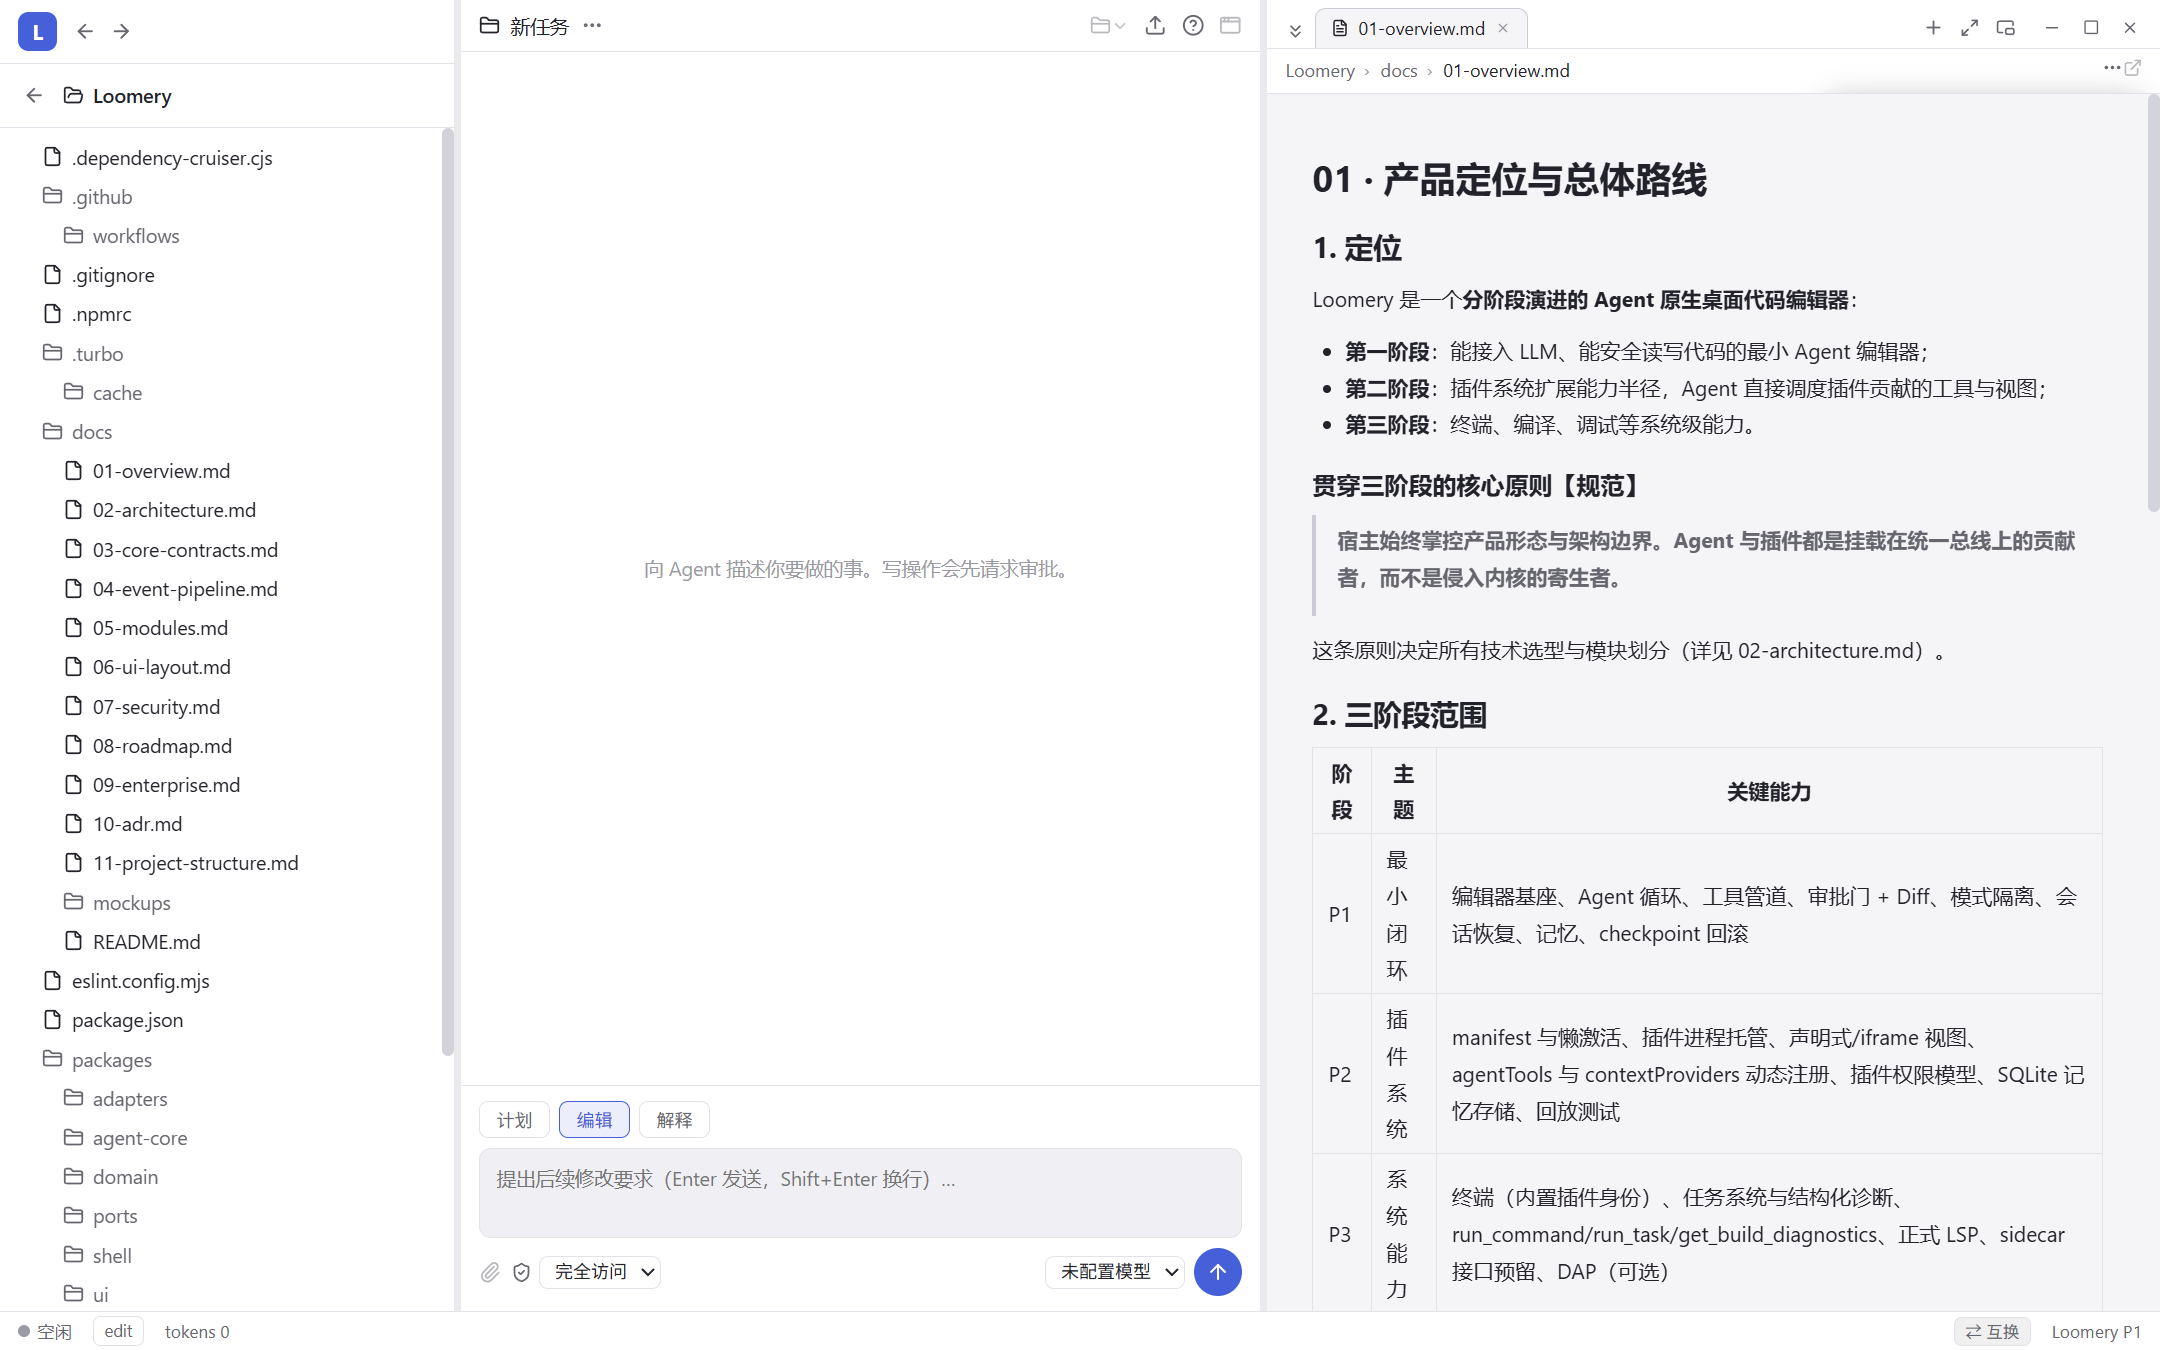 L
Loomery
.dependency-cruiser.cjs
.github
workflows
.gitignore
.npmrc
.turbo
cache
docs
01-overview.md
02-architecture.md
03-core-contracts.md
04-event-pipeline.md
05-modules.md
06-ui-layout.md
07-security.md
08-roadmap.md
09-enterprise.md
10-adr.md
11-project-structure.md
mockups
README.md
eslint.config.mjs
package.json
packages
adapters
agent-core
domain
ports
shell
ui
新任务
向 Agent 描述你要做的事。写操作会先请求审批。
计划 编辑 解释
提出后续修改要求（Enter 发送，Shift+Enter 换行）...
完全访问 未配置模型
01-overview.md
Loomery › docs › 01-overview.md
01 · 产品定位与总体路线
1. 定位
Loomery 是一个分阶段演进的 Agent 原生桌面代码编辑器：
• 第一阶段：能接入 LLM、能安全读写代码的最小 Agent 编辑器；
• 第二阶段：插件系统扩展能力半径，Agent 直接调度插件贡献的工具与视图；
• 第三阶段：终端、编译、调试等系统级能力。
贯穿三阶段的核心原则【规范】
宿主始终掌控产品形态与架构边界。Agent 与插件都是挂载在统一总线上的贡献
者，而不是侵入内核的寄生者。
这条原则决定所有技术选型与模块划分（详见 02-architecture.md）。
2. 三阶段范围
阶段 主题 关键能力
P1 最小闭环 编辑器基座、Agent 循环、工具管道、审批门 + Diff、模式隔离、会
话恢复、记忆、checkpoint 回滚
P2 插件系统 manifest 与懒激活、插件进程托管、声明式/iframe 视图、
agentTools 与 contextProviders 动态注册、插件权限模型、SQLite 记
忆存储、回放测试
P3 系统能力 终端（内置插件身份）、任务系统与结构化诊断、
run_command/run_task/get_build_diagnostics、正式 LSP、sidecar
接口预留、DAP（可选）
空闲 edit tokens 0
互换 Loomery P1